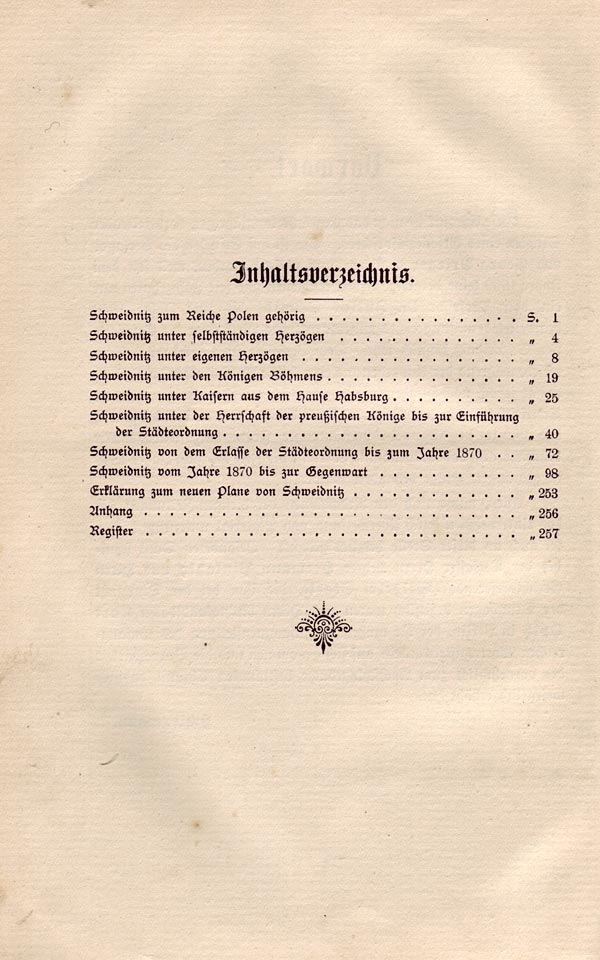 Inhaltsverzeichnis.
Schweidnitz zum Reiche Polen gehörig . . . . . . . . . . . . . . . . S. 1
Schweidnitz unter selbstständigen Herzögen . . . . . . . . . . . . . . „ 4
Schweidnitz unter eigenen Herzögen . . . . . . . . . . . . . . . . . „ 8
Schweidnitz unter den Königen Böhmens . . . . . . . . . . . . . . . „ 19
Schweidnitz unter Kaisern aus dem Hause Habsburg . . . . . . . . . . „ 25
Schweidnitz unter der Herrschaft der preußischen Könige bis zur Einführung
der Städteordnung . . . . . . . . . . . . . . . . . . . . . . „ 40
Schweidnitz von dem Erlasse der Städteordnung bis zum Jahre 1870 . . „ 72
Schweidnitz vom Jahre 1870 bis zur Gegenwart . . . . . . . . . . . „ 98
Erklärung zum neuen Plane von Schweidnitz . . . . . . . . . . . . . „ 253
Anhang . . . . . . . . . . . . . . . . . . . . . . . . . . . „ 256
Register . . . . . . . . . . . . . . . . . . . . . . . . . . . „ 257